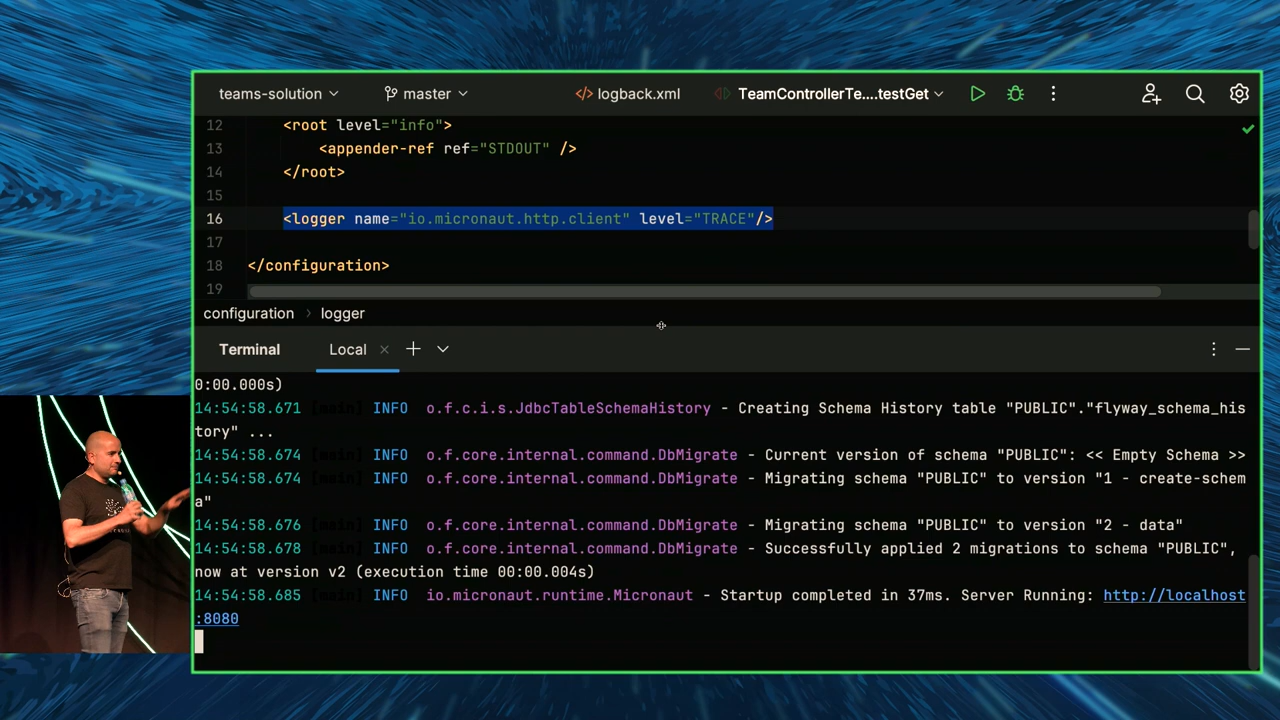 teams-solution
master
logback.xml
TeamControllerTe....testGet
12 <root level="info">
13 <appender-ref ref="STDOUT" />
14 </root>
15
16 <logger name="io.micronaut.http.client" level="TRACE"/>
17
18 </configuration>
19
configuration > logger
Terminal
Local
0:00.000s)
14:54:58.671 [main] INFO o.f.c.i.s.JdbcTableSchemaHistory - Creating Schema History table "PUBLIC"."flyway_schema_his
tory" ...
14:54:58.674 [main] INFO o.f.core.internal.command.DbMigrate - Current version of schema "PUBLIC": << Empty Schema >>
14:54:58.674 [main] INFO o.f.core.internal.command.DbMigrate - Migrating schema "PUBLIC" to version "1 - create-schem
a"
14:54:58.676 [main] INFO o.f.core.internal.command.DbMigrate - Migrating schema "PUBLIC" to version "2 - data"
14:54:58.678 [main] INFO o.f.core.internal.command.DbMigrate - Successfully applied 2 migrations to schema "PUBLIC",
now at version v2 (execution time 00:00.004s)
14:54:58.685 [main] INFO io.micronaut.runtime.Micronaut - Startup completed in 37ms. Server Running: http://localhost
:8080